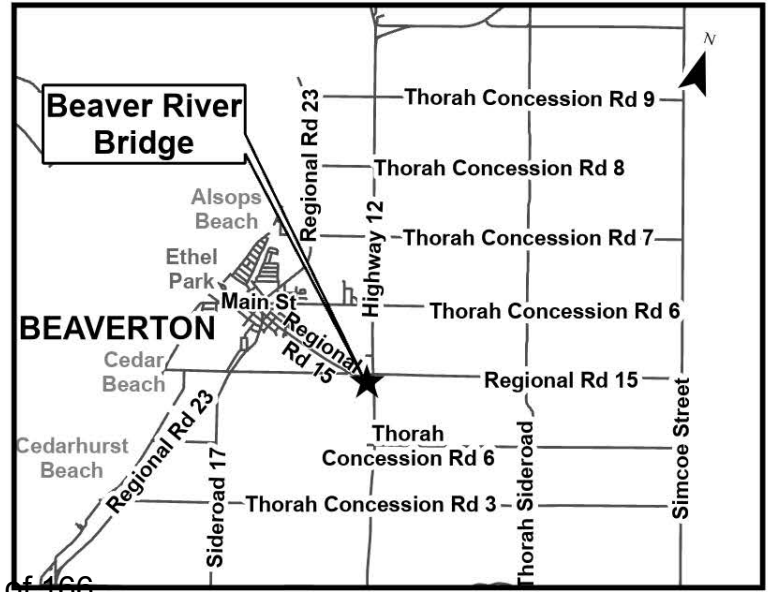 N
Beaver River
Bridge
Regional Rd 23
Thorah Concession Rd 9
Thorah Concession Rd 8
Alsops
Beach
Highway 12
Thorah Concession Rd 7
Ethel
Park
Main St
Thorah Concession Rd 6
BEAVERTON
Regional
Rd 15
Cedar
Beach
Regional Rd 15
Simcoe Street
Regional Rd 23
Thorah
Concession Rd 6
Cedarhurst
Beach
Sideroad 17
Thorah Sideroad
Thorah Concession Rd 3
of 166